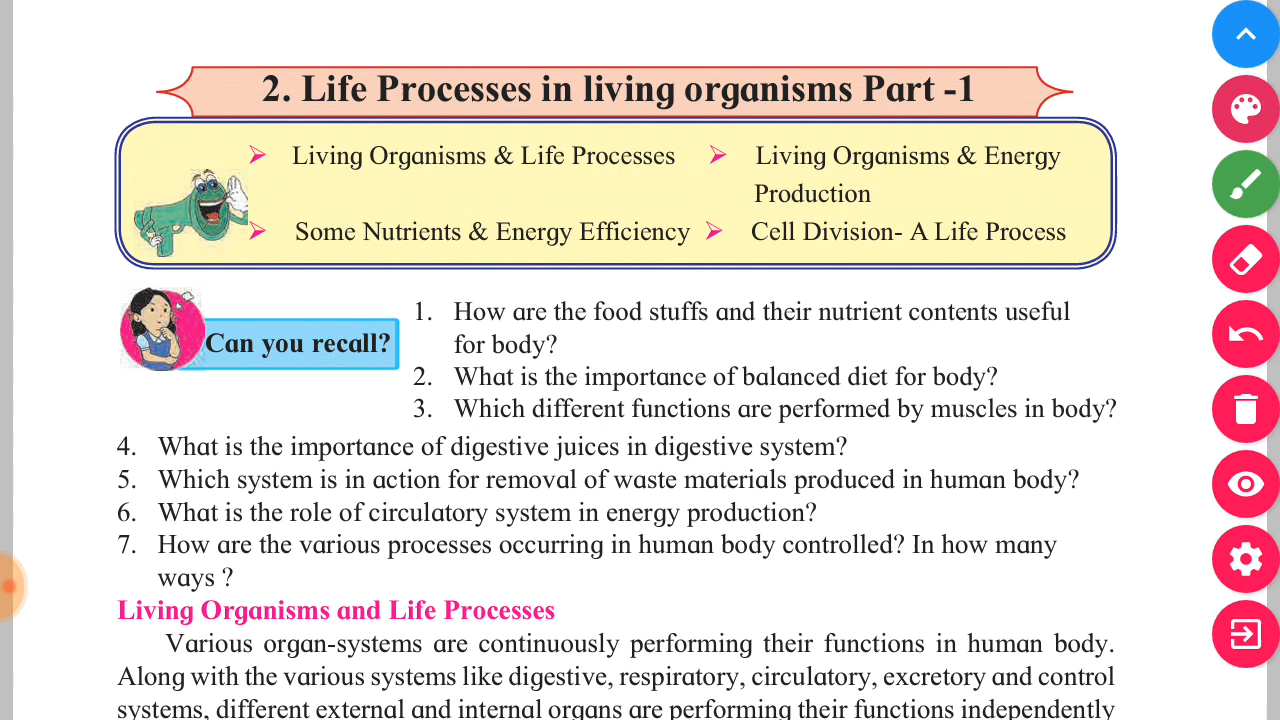 2. Life Processes in living organisms Part -1
Living Organisms & Life Processes
Living Organisms & Energy
Production
Some Nutrients & Energy Efficiency
Cell Division- A Life Process
Can you recall?
1. How are the food stuffs and their nutrient contents useful
for body?
2. What is the importance of balanced diet for body?
3. Which different functions are performed by muscles in body?
4. What is the importance of digestive juices in digestive system?
5. Which system is in action for removal of waste materials produced in human body?
6. What is the role of circulatory system in energy production?
7. How are the various processes occurring in human body controlled? In how many
ways ?
Living Organisms and Life Processes
Various organ-systems are continuously performing their functions in human body.
Along with the various systems like digestive, respiratory, circulatory, excretory and control
systems, different external and internal organs are performing their functions independently